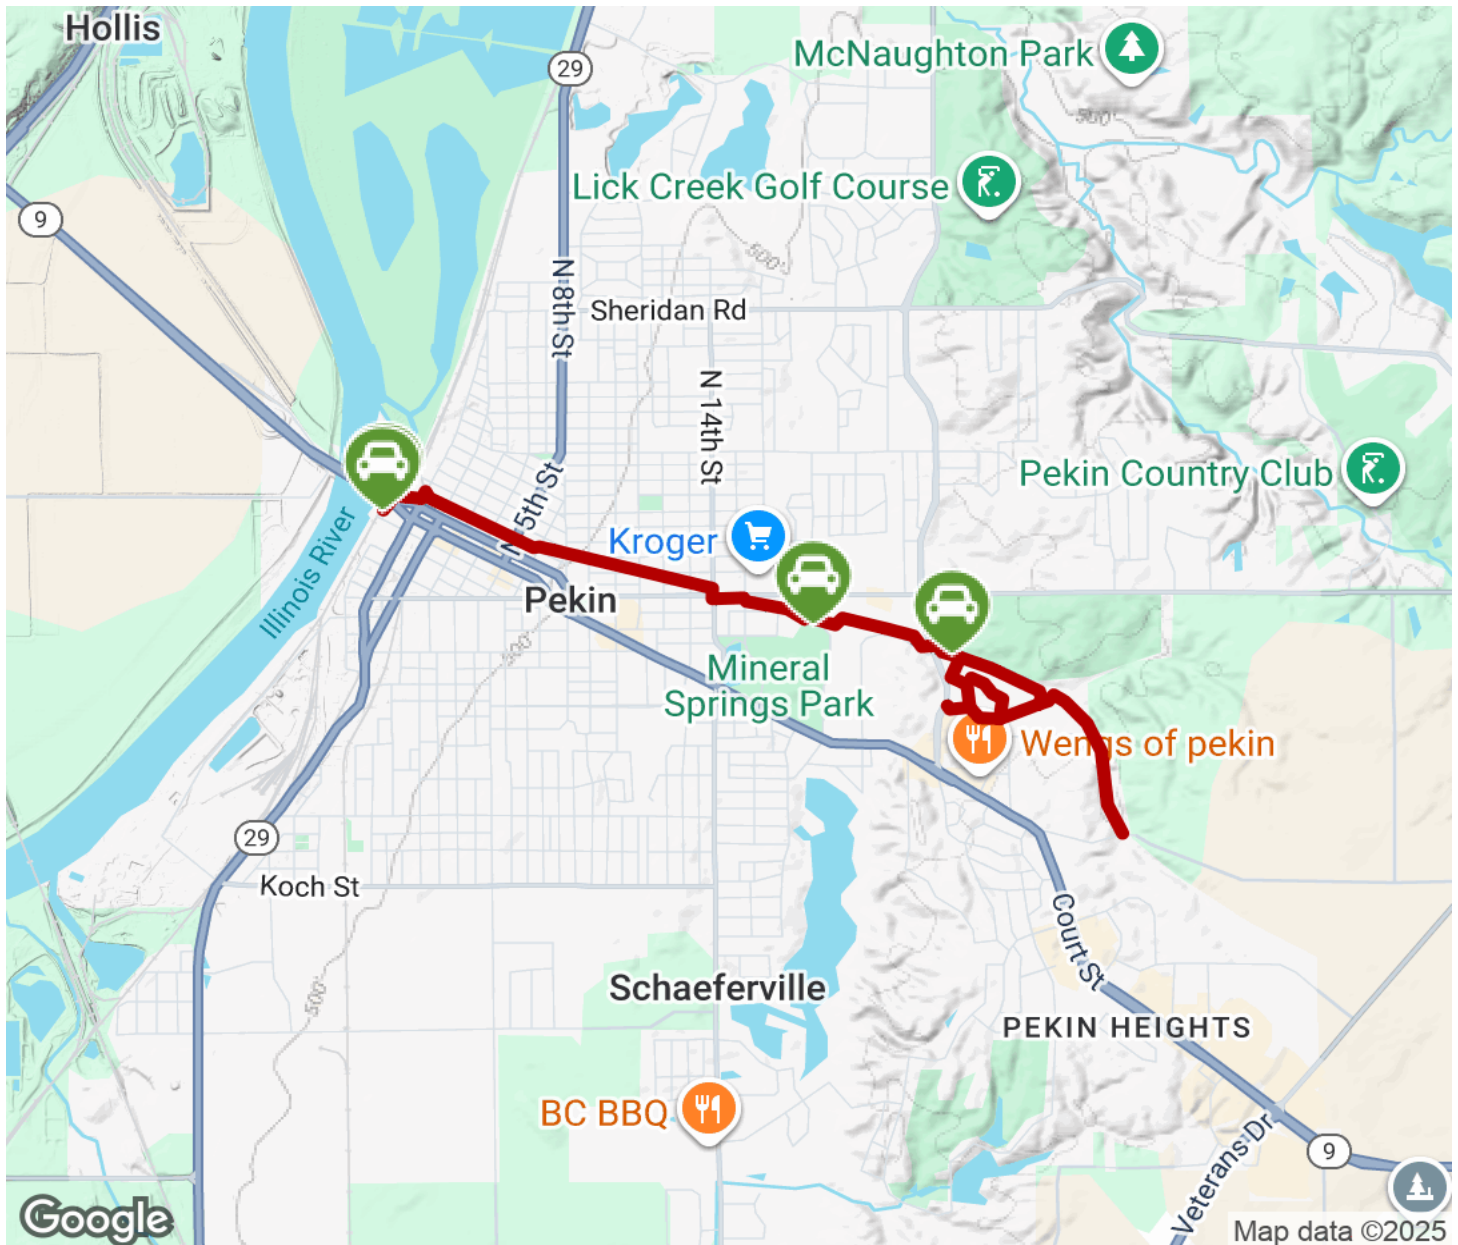 Hollis
29
McNaughton Park
500'
9
Lick Creek Golf Course
500'
N 8th St
Sheridan Rd
N 14th St
Pekin Country Club
N 5th St
Kroger
Illinois River
Pekin
500'
Mineral
Springs Park
Wengs of pekin
29
Koch St
Court St
500'
Schaeferville
PEKIN HEIGHTS
BC BBQ
Veterans Dr
9
Google
Map data ©2025